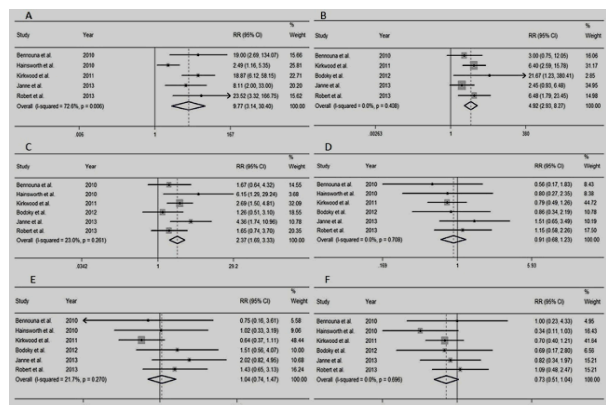 A
%
Study Year RR (95% CI) Weight
Bennouna et al. 2010 19.00 (2.69, 134.07) 15.66
Hainsworth et al. 2010 2.49 (1.16, 5.35) 25.81
Kirkwood et al. 2011 18.87 (6.12, 58.15) 22.71
Janne et al. 2013 8.11 (2.00, 33.00) 20.20
Robert et al. 2013 23.52 (3.32, 166.75) 15.62
Overall (I-squared = 72.6%, p = 0.006) 9.77 (3.14, 30.40) 100.00
1 167
B
%
Study Year RR (95% CI) Weight
Bennouna et al. 2010 3.00 (0.75, 12.05) 16.06
Kirkwood et al. 2011 6.40 (2.59, 15.78) 31.17
Bodsky et al. 2012 21.67 (1.23, 380.41) 2.85
Janne et al. 2013 2.45 (0.93, 6.48) 34.95
Robert et al. 2013 6.48 (1.79, 23.45) 14.98
Overall (I-squared = 0.0%, p = 0.408) 4.92 (2.93, 8.27) 100.00
.00263 1 380
C
%
Study Year RR (95% CI) Weight
Bennouna et al. 2010 1.67 (0.64, 4.32) 14.55
Hainsworth et al. 2010 6.15 (1.29, 29.24) 3.68
Kirkwood et al. 2011 2.69 (1.50, 4.81) 32.09
Bodsky et al. 2012 1.26 (0.51, 3.10) 18.55
Janne et al. 2013 4.36 (1.74, 10.96) 10.78
Robert et al. 2013 1.65 (0.74, 3.70) 20.35
Overall (I-squared = 23.0%, p = 0.261) 2.37 (1.69, 3.33) 100.00
.0342 1 29.2
D
%
Study Year RR (95% CI) Weight
Bennouna et al. 2010 0.56 (0.17, 1.83) 8.43
Hainsworth et al. 2010 0.80 (0.27, 2.35) 8.38
Kirkwood et al. 2011 0.79 (0.49, 1.26) 44.72
Bodsky et al. 2012 0.86 (0.34, 2.19) 10.78
Janne et al. 2013 1.51 (0.65, 3.49) 10.19
Robert et al. 2013 1.15 (0.58, 2.26) 17.50
Overall (I-squared = 0.0%, p = 0.708) 0.91 (0.68, 1.23) 100.00
.169 1 5.93
E
%
Study Year RR (95% CI) Weight
Bennouna et al. 2010 0.75 (0.16, 3.61) 5.58
Hainsworth et al. 2010 1.02 (0.33, 3.19) 9.06
Kirkwood et al. 2011 0.64 (0.37, 1.11) 48.44
Bodsky et al. 2012 1.51 (0.56, 4.07) 10.00
Janne et al. 2013 2.02 (0.82, 4.95) 10.68
Robert et al. 2013 1.43 (0.65, 3.13) 16.24
Overall (I-squared = 21.7%, p = 0.270) 1.04 (0.74, 1.47) 100.00
1
F
%
Study Year RR (95% CI) Weight
Bennouna et al. 2010 1.00 (0.23, 4.33) 4.95
Hainsworth et al. 2010 0.34 (0.11, 1.03) 16.43
Kirkwood et al. 2011 0.70 (0.40, 1.21) 41.64
Bodsky et al. 2012 0.69 (0.17, 2.80) 6.56
Janne et al. 2013 0.82 (0.34, 1.97) 15.21
Robert et al. 2013 1.09 (0.48, 2.47) 15.21
Overall (I-squared = 0.0%, p = 0.696) 0.73 (0.51, 1.04) 100.00
1